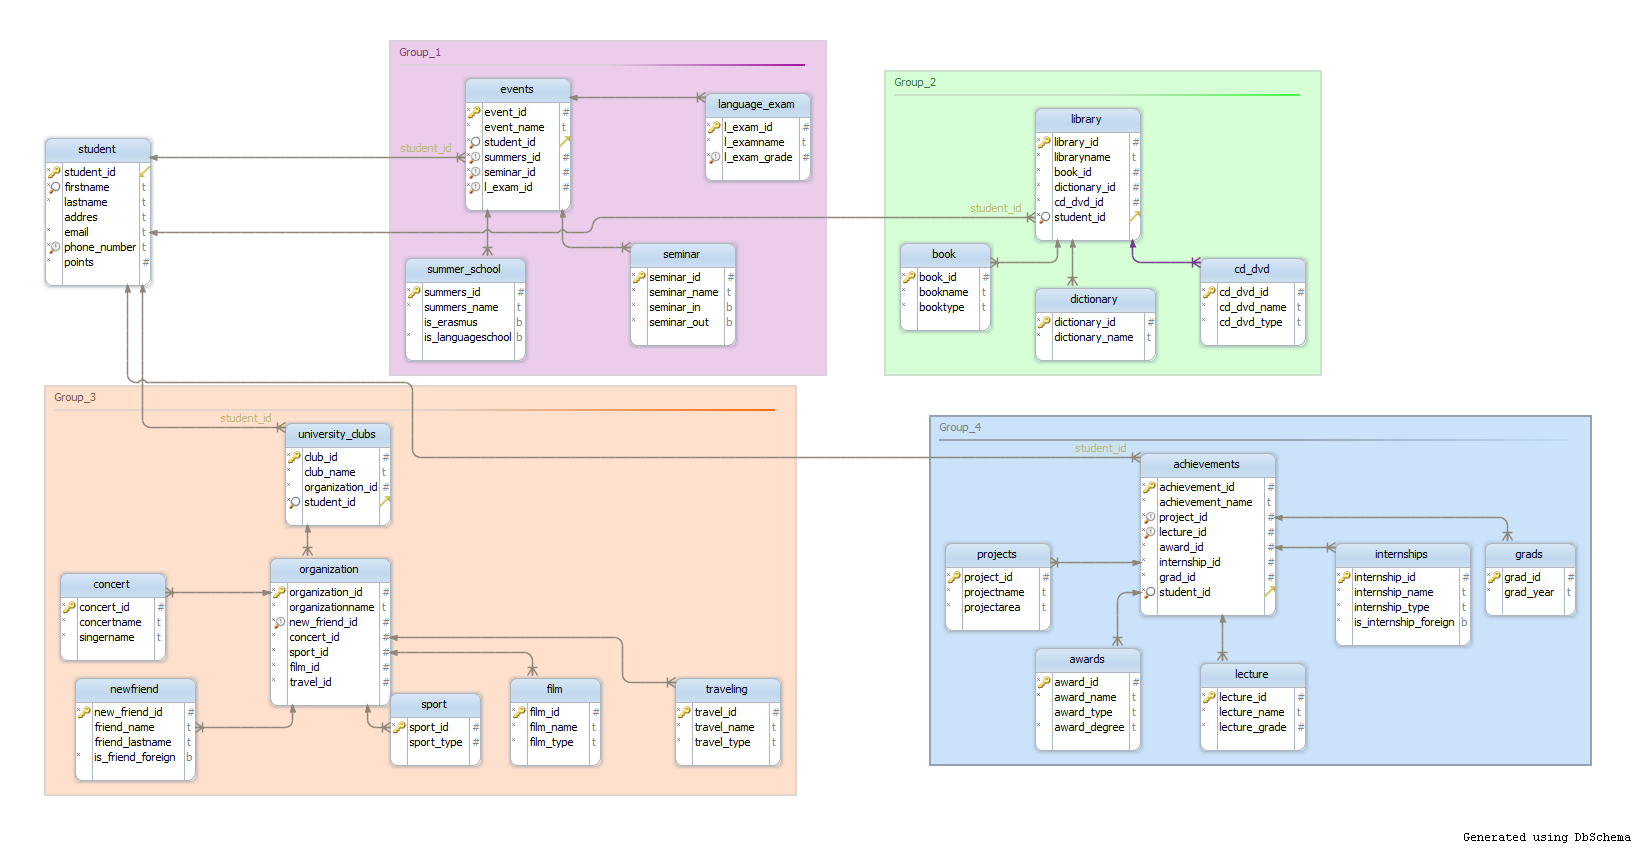 Group_1
events
event_id #
event_name t
student_id
summers_id #
seminar_id #
l_exam_id #
language_exam
l_exam_id #
l_examname t
l_exam_grade #
summer_school
summers_id #
summers_name t
is_erasmus b
is_languageschool b
seminar
seminar_id #
seminar_name t
seminar_in b
seminar_out b
Group_2
library
library_id #
libraryname t
book_id #
dictionary_id #
cd_dvd_id #
student_id
book
book_id #
bookname t
booktype t
dictionary
dictionary_id #
dictionary_name t
cd_dvd
cd_dvd_id #
cd_dvd_name t
cd_dvd_type t
student
student_id
firstname t
lastname t
addres t
email t
phone_number t
points #
student_id
student_id
Group_3
student_id
university_clubs
club_id #
club_name t
organization_id #
student_id
organization
organization_id #
organizationname t
new_friend_id #
concert_id #
sport_id #
film_id #
travel_id #
concert
concert_id #
concertname t
singername t
newfriend
new_friend_id #
friend_name t
friend_lastname t
is_friend_foreign b
sport
sport_id #
sport_type #
film
film_id #
film_name t
film_type t
traveling
travel_id #
travel_name t
travel_type t
Group_4
student_id
achievements
achievement_id #
achievement_name t
project_id #
lecture_id #
award_id #
internship_id #
grad_id #
student_id
projects
project_id #
projectname t
projectarea t
internships
internship_id #
internship_name t
internship_type t
is_internship_foreign b
grads
grad_id #
grad_year t
awards
award_id #
award_name t
award_type t
award_degree t
lecture
lecture_id #
lecture_name t
lecture_grade #
Generated using DbSchema